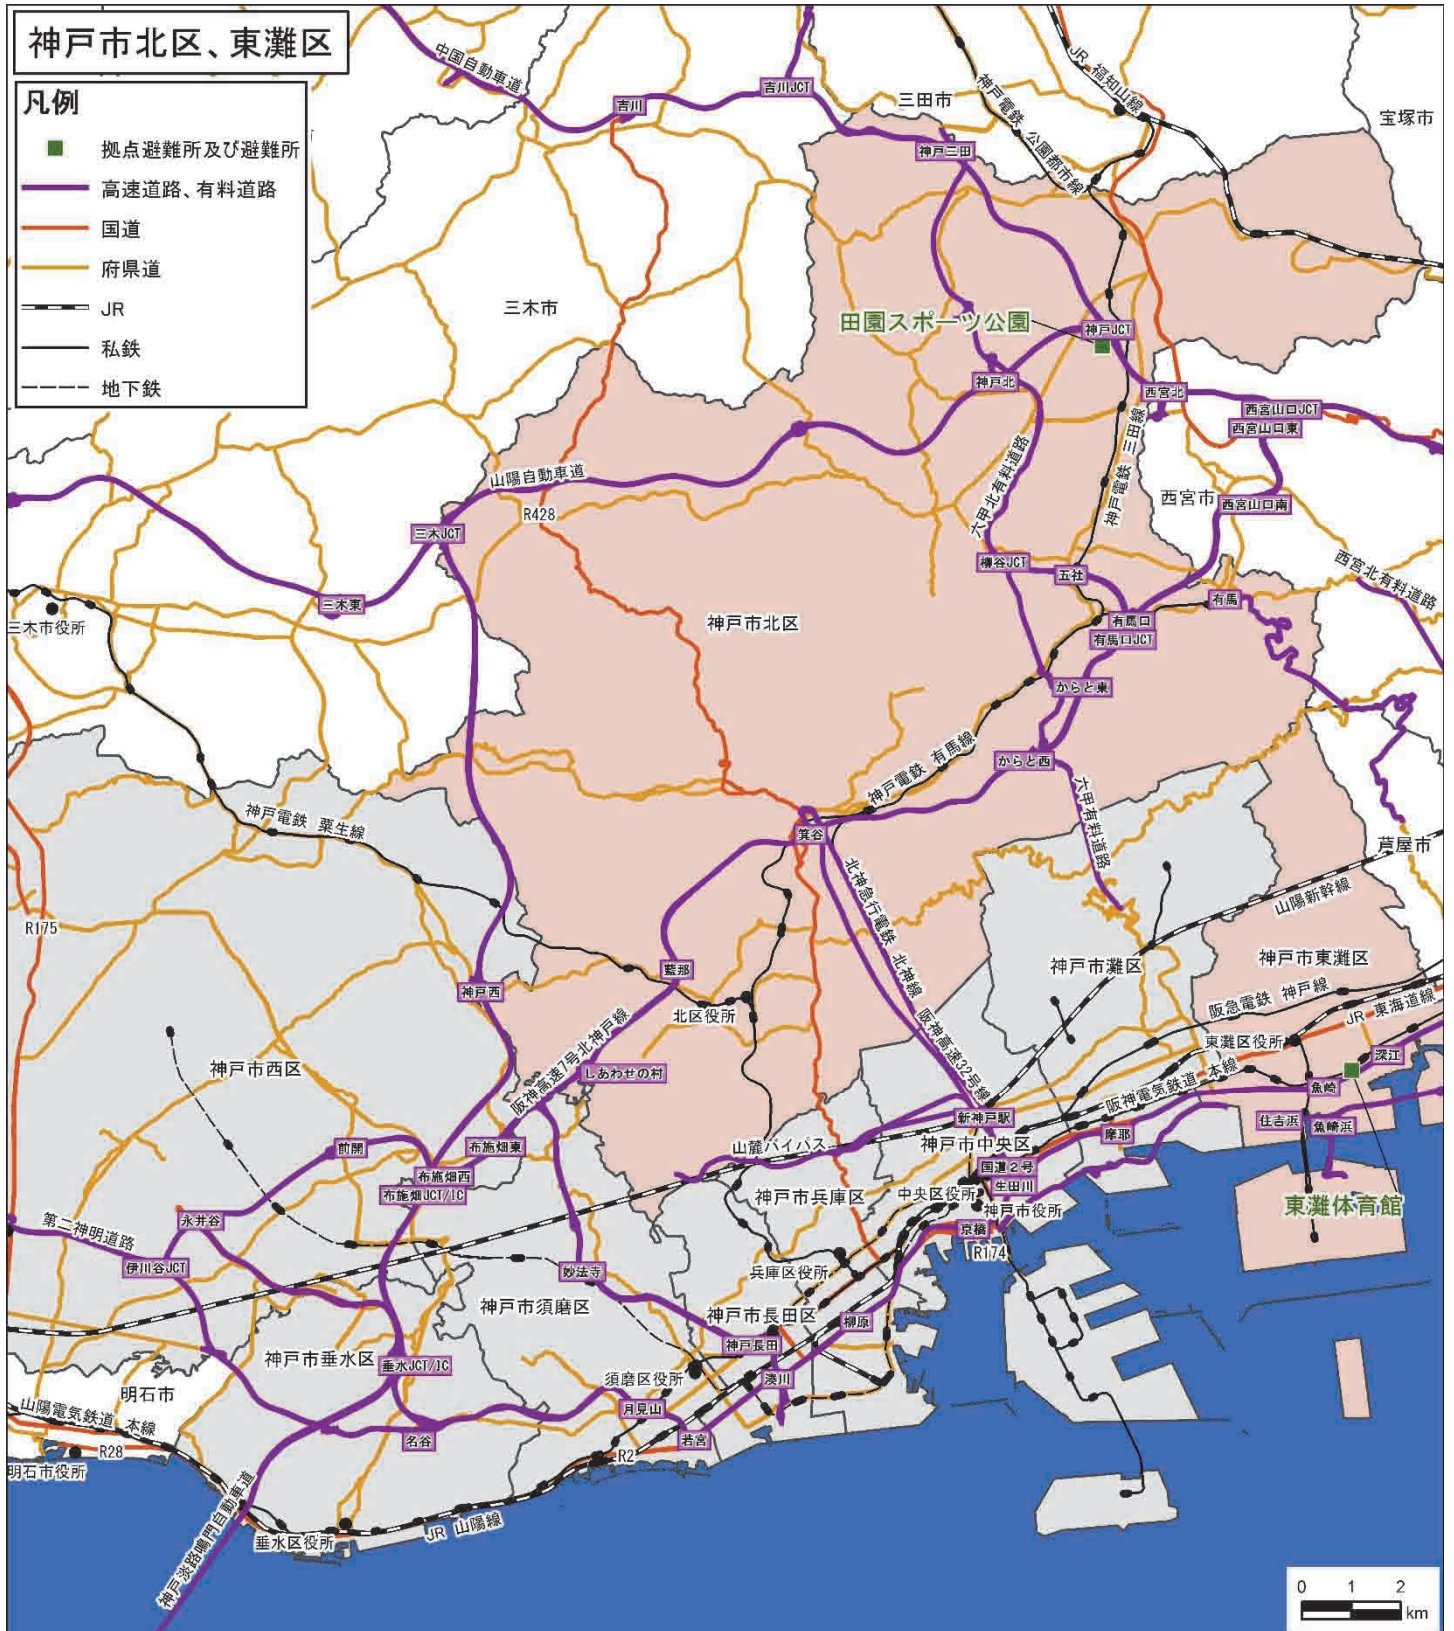 神戸市北区、東灘区
凡例
拠点避難所及び避難所
高速道路、有料道路
国道
府県道
JR
私鉄
地下鉄
中国自動車道
吉川
吉川JCT
三田市
神戸電鉄 公園都市線
JR 福知山線
宝塚市
神戸三田
三木市
田園スポーツ公園
神戸JCT
神戸北
西宮北
西宮山口JCT
西宮山口東
山陽自動車道
六甲北有料道路
神戸電鉄 三田線
西宮市
西宮山口南
R428
三木JCT
柳谷JCT
五社
西宮北有料道路
三木東
三木市役所
神戸市北区
有馬
有馬口
有馬口JCT
からと東
神戸電鉄 有馬線
からと西
六甲有料道路
神戸電鉄 粟生線
箕谷
芦屋市
北神急行電鉄 北神線
山陽新幹線
R175
神戸市灘区
神戸市東灘区
藍那
神戸西
北区役所
阪急電鉄 神戸線
JR 東海道線
阪神高速7号北神戸線
阪神高速32号線
東灘区役所
神戸市西区
しあわせの村
深江
魚崎
阪神電気鉄道 本線
新神戸駅
住吉浜
魚崎浜
前開
布施畑東
山麓バイパス
神戸市中央区
摩耶
布施畑西
布施畑JCT/IC
国道2号
生田川
神戸市兵庫区
中央区役所
東灘体育館
永井谷
神戸市役所
第二神明道路
京橋
R174
伊川谷JCT
妙法寺
兵庫区役所
神戸市須磨区
神戸市長田区
柳原
神戸長田
神戸市垂水区
垂水JCT/IC
須磨区役所
湊川
明石市
月見山
山陽電気鉄道 本線
名谷
若宮
R28
R2
明石市役所
神戸淡路鳴門自動車道
垂水区役所
JR 山陽線
0 1 2
km